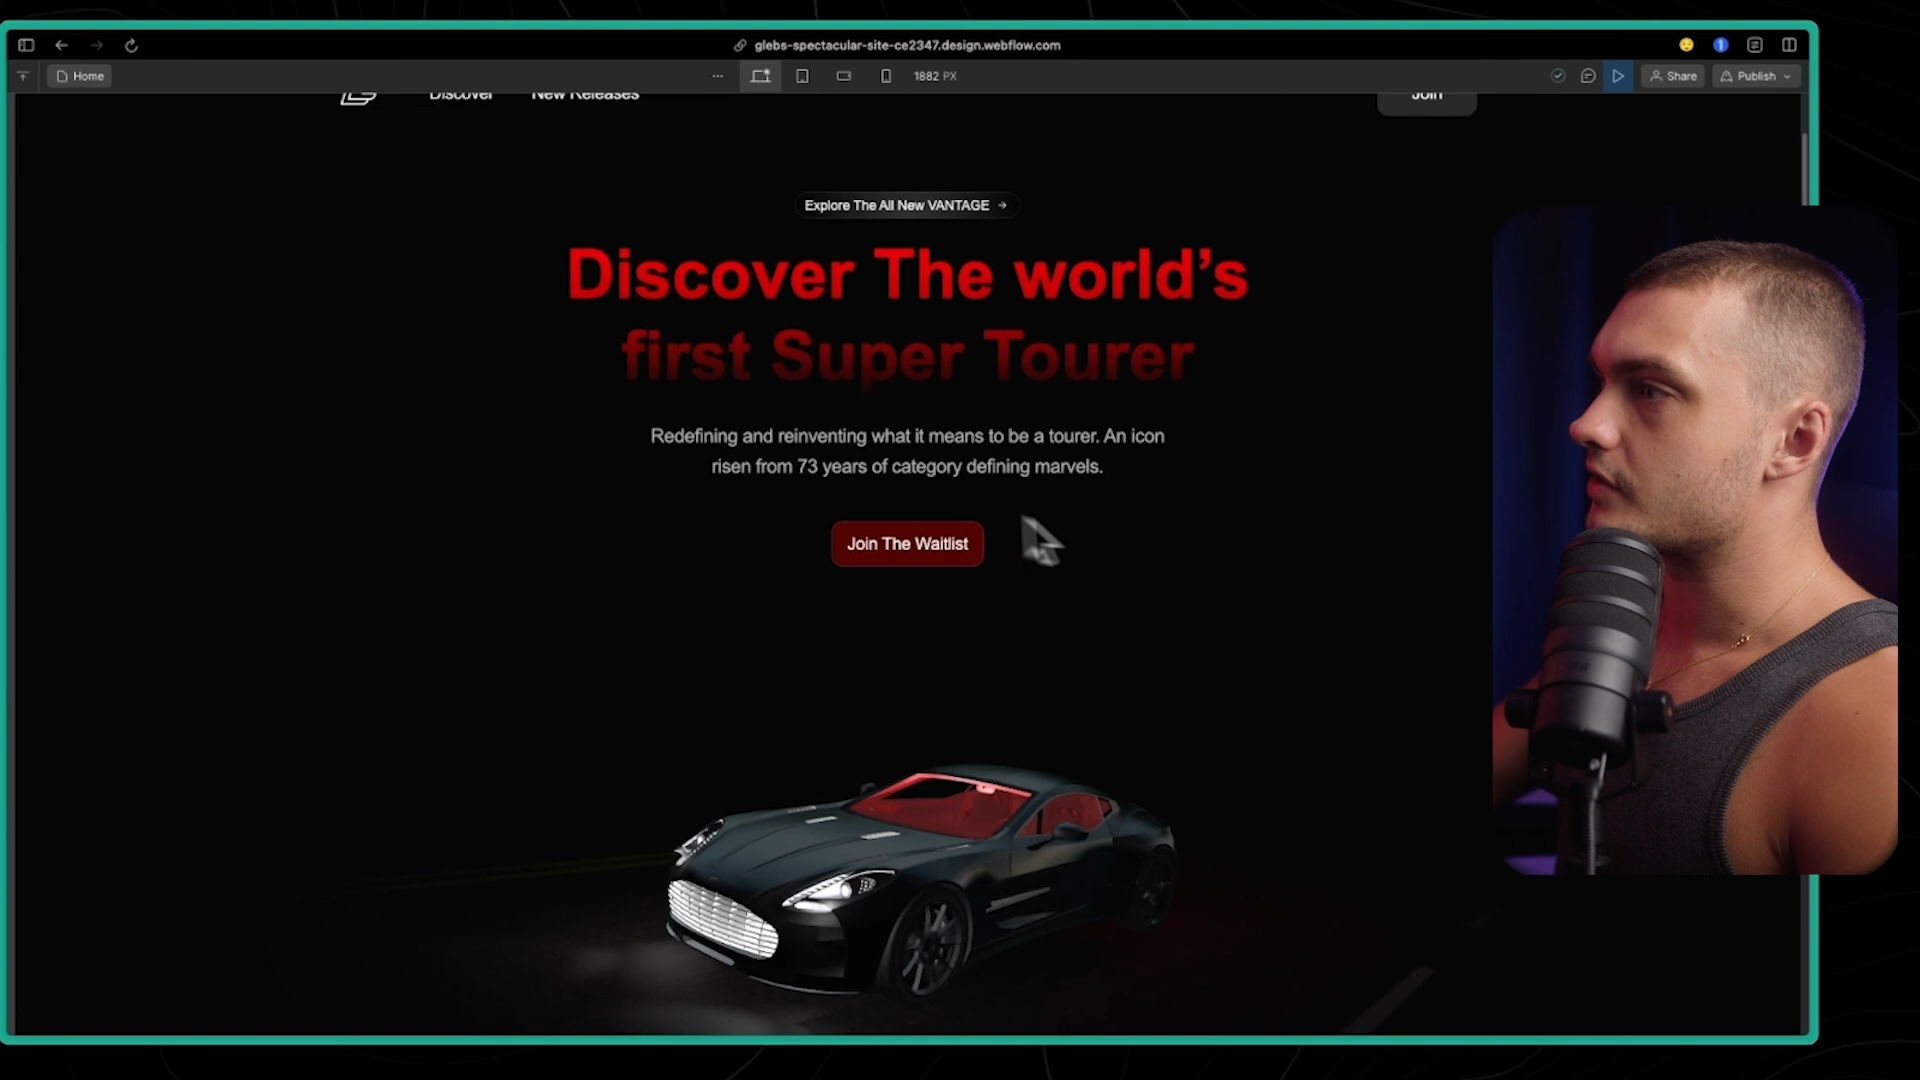 glebs-spectacular-site-ce2347.design.webflow.com
Home
1882 PX
Share
Publish
Discover
New Releases
Join
Explore The All New VANTAGE →
Discover The world’s
first Super Tourer
Redefining and reinventing what it means to be a tourer. An icon
risen from 73 years of category defining marvels.
Join The Waitlist